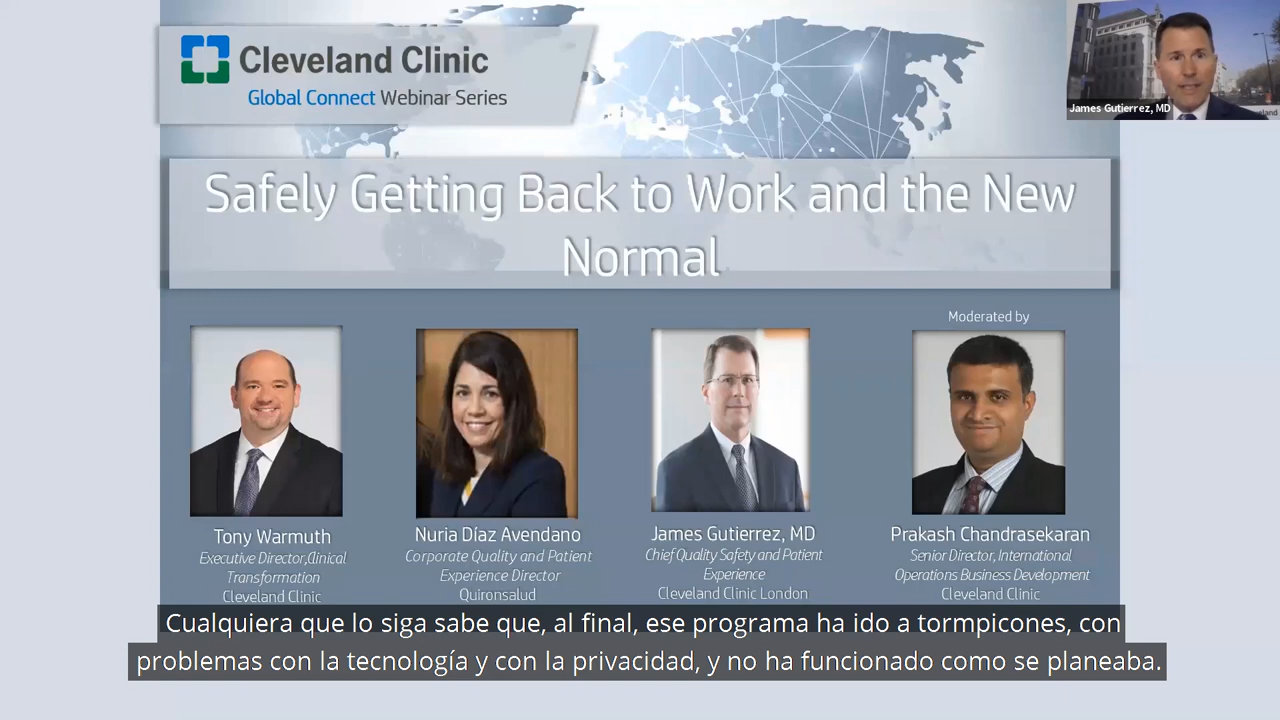 Cleveland Clinic
Global Connect Webinar Series
James Gutierrez, MD
Safely Getting Back to Work and the New
Normal
Moderated by
Tony Warmuth
Executive Director,Clinical
Transformation
Cleveland Clinic
Nuria Díaz Avendano
Corporate Quality and Patient
Experience Director
Quironsalud
James Gutierrez, MD
Chief Quality Safety and Patient
Experience
Cleveland Clinic London
Prakash Chandrasekaran
Senior Director, International
Operations Business Development
Cleveland Clinic
Cualquiera que lo siga sabe que, al final, ese programa ha ido a tormpicones, con
problemas con la tecnología y con la privacidad, y no ha funcionado como se planeaba.